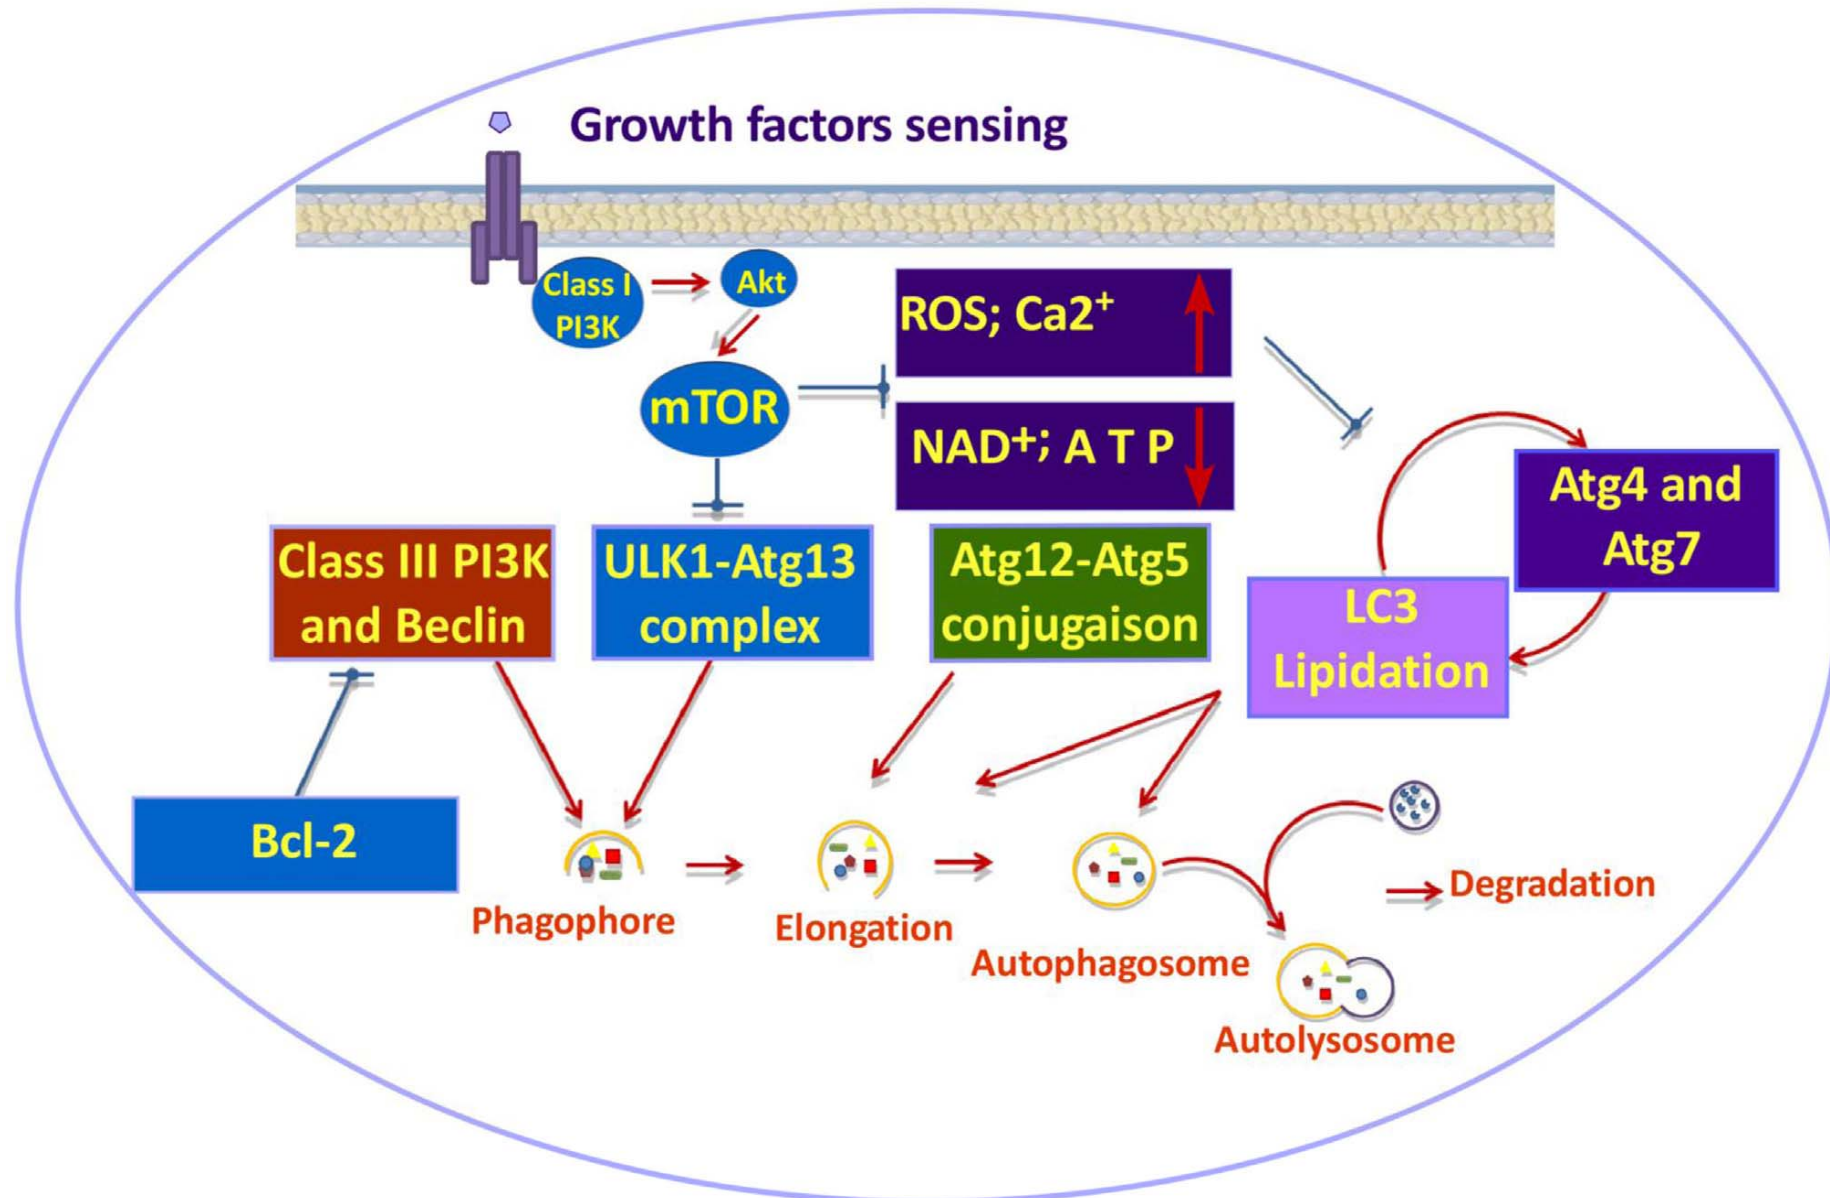 Growth factors sensing
Class I
PI3K
Akt
ROS; Ca2⁺
mTOR
NAD⁺; A T P
Atg4 and
Atg7
Class III PI3K
and Beclin
ULK1-Atg13
complex
Atg12-Atg5
conjugaison
LC3
Lipidation
Bcl-2
Phagophore
Elongation
Autophagosome
Degradation
Autolysosome